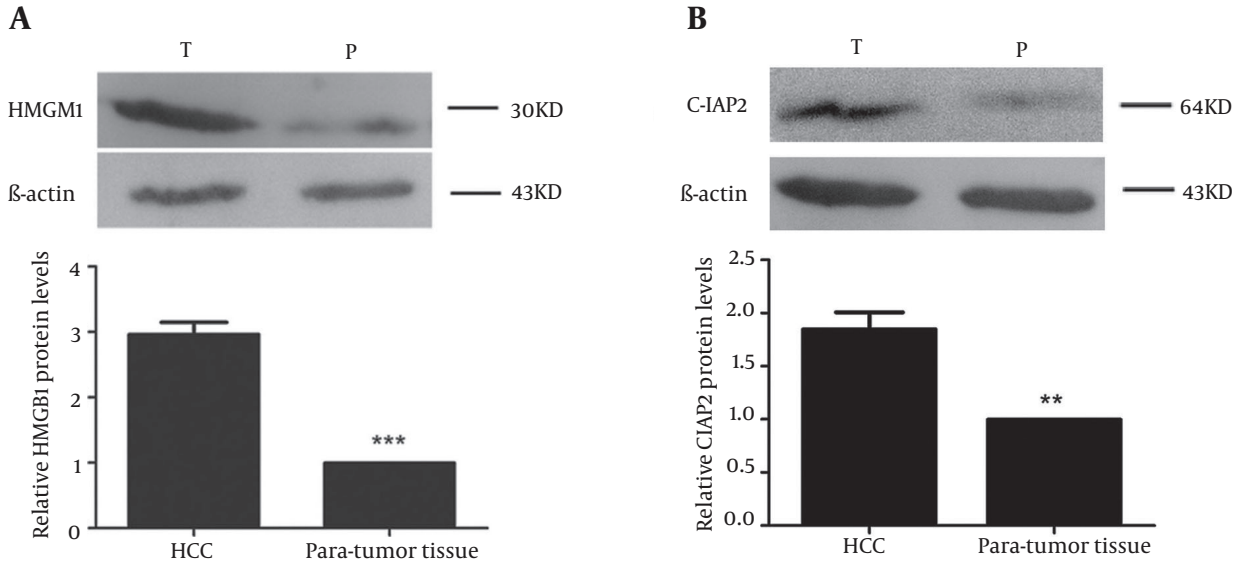 A
T P
HMGM1
30KD
ß-actin
43KD
Relative HMGB1 protein levels
4
3
2
1
0
***
HCC
Para-tumor tissue
B
T P
C-IAP2
64KD
ß-actin
43KD
Relative CIAP2 protein levels
2.5
2.0
1.5
1.0
0.5
0.0
**
HCC
Para-tumor tissue